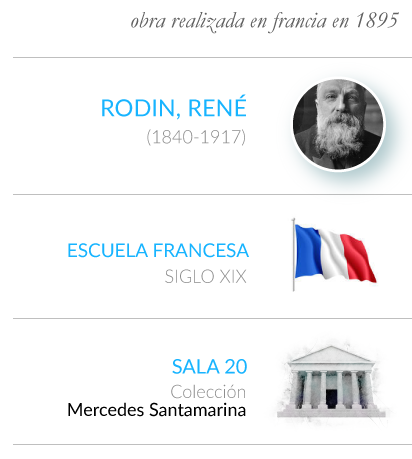 obra realizada en francia en 1895
RODIN, RENÉ
(1840-1917)
ESCUELA FRANCESA
SIGLO XIX
SALA 20
Colección
Mercedes Santamarina